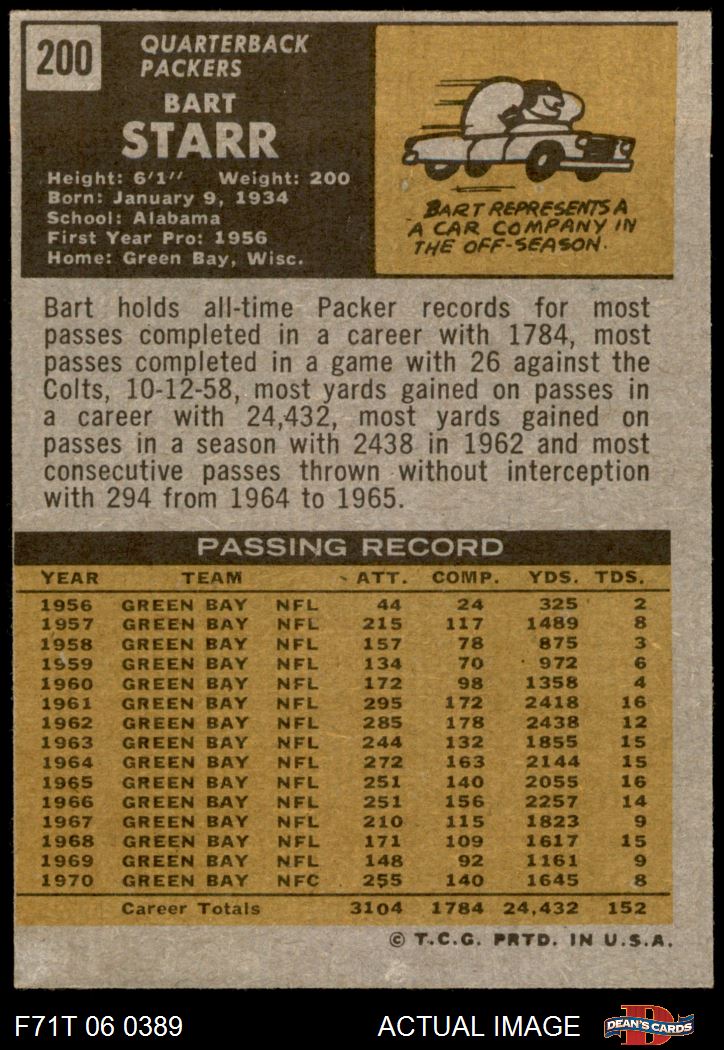 200
QUARTERBACK
PACKERS
BART
STARR
Height: 6'1" Weight: 200
Born: January 9, 1934
School: Alabama
First Year Pro: 1956
Home: Green Bay, Wisc.
BART REPRESENTS A
A CAR COMPANY IN
THE OFF-SEASON.
Bart holds all-time Packer records for most
passes completed in a career with 1784, most
passes completed in a game with 26 against the
Colts, 10-12-58, most yards gained on passes in
a career with 24,432, most yards gained on
passes in a season with 2438 in 1962 and most
consecutive passes thrown without interception
with 294 from 1964 to 1965.
PASSING RECORD
YEAR TEAM ATT. COMP. YDS. TDS.
1956 GREEN BAY NFL 44 24 325 2
1957 GREEN BAY NFL 215 117 1489 8
1958 GREEN BAY NFL 157 78 875 3
1959 GREEN BAY NFL 134 70 972 6
1960 GREEN BAY NFL 172 98 1358 4
1961 GREEN BAY NFL 295 172 2418 16
1962 GREEN BAY NFL 285 178 2438 12
1963 GREEN BAY NFL 244 132 1855 15
1964 GREEN BAY NFL 272 163 2144 15
1965 GREEN BAY NFL 251 140 2055 16
1966 GREEN BAY NFL 251 156 2257 14
1967 GREEN BAY NFL 210 115 1823 9
1968 GREEN BAY NFL 171 109 1617 15
1969 GREEN BAY NFL 148 92 1161 9
1970 GREEN BAY NFC 255 140 1645 8
Career Totals 3104 1784 24,432 152
© T.C.G. PRTD. IN U.S.A.
F71T 06 0389 ACTUAL IMAGE D DEAN'S CARDS